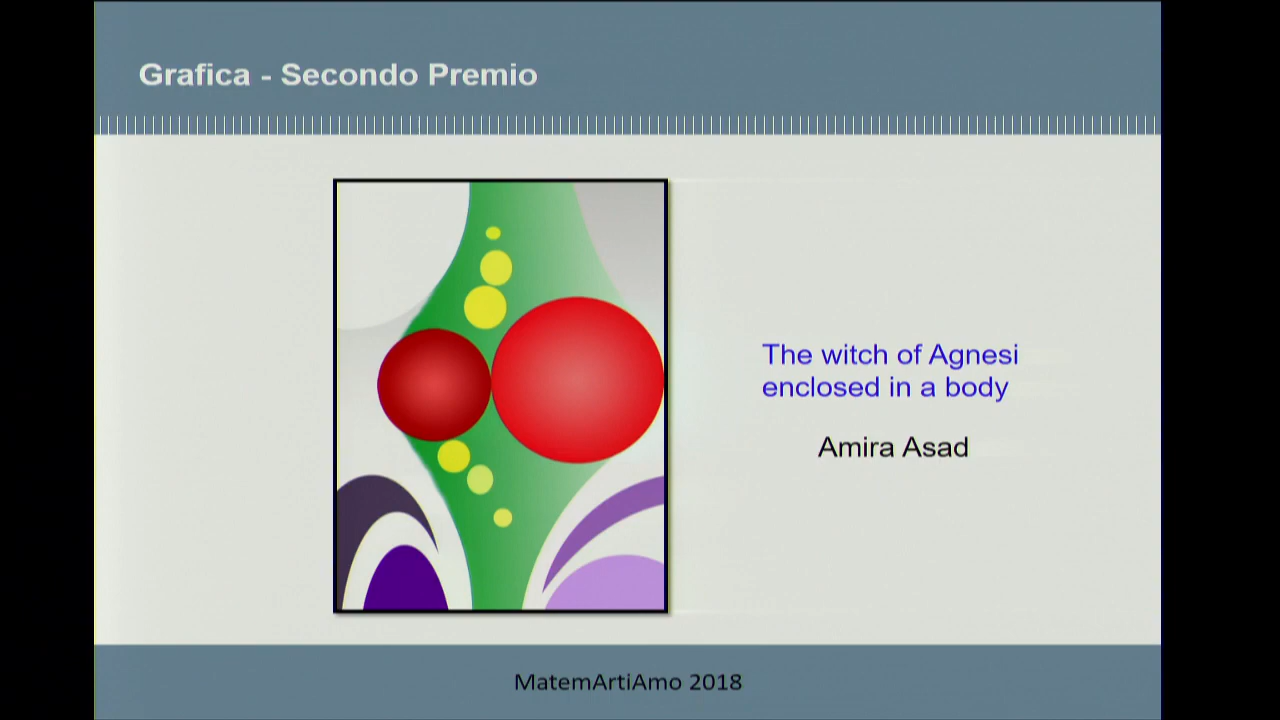 Grafica - Secondo Premio
The witch of Agnesi
enclosed in a body
Amira Asad
MatemArtiAmo 2018